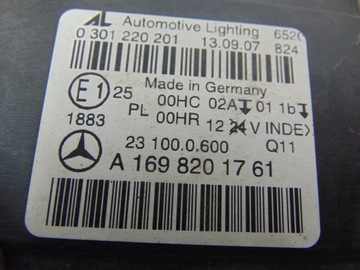 AL Automotive Lighting 652
0 301 220 201 13.09.07 824
Made in Germany
E1 25 00HC 02A 01 1b
PL 00HR 12 24 V INDEX
1883
23 100.0.600 Q11
A 169 820 17 61